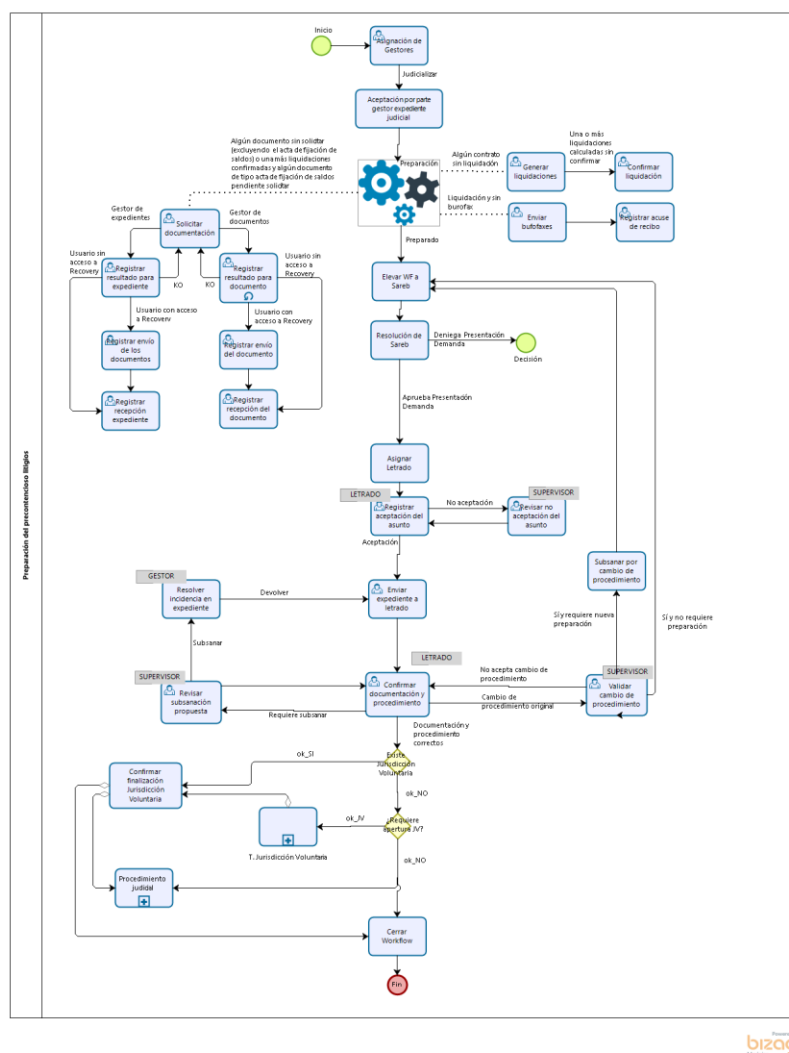 Preparación del precontencioso litigios
Inicio
Asignación de
Gestores
Judicializar
Aceptación por parte
gestor expediente
judicial
Algún documento sin solicitar
(excluyendo el acta de fijación de
saldos) o una más liquidaciones
confirmadas y algún documento
de tipo acta de fijación de saldos
pendiente solicitar
Preparación
Algún contrato
sin liquidación
Generar
liquidaciones
Una o más
liquidaciones
calculadas sin
confirmar
Confirmar
liquidación
Liquidación y sin
burofax
Enviar
bufofaxes
Registrar acuse
de recibo
Preparado
Gestor de
expedientes
Solicitar
documentación
Gestor de
documentos
Usuario sin
acceso a
Recovery
Registrar
resultado para
expediente
KO
KO
Registrar
resultado para
documento
Usuario sin
acceso a
Recovery
Usuario con acceso
a Recovery
Usuario con
acceso a Recovery
Registrar envío
de los
documentos
Registrar envío
del documento
Registrar
recepción
expediente
Registrar
recepción del
documento
Elevar WF a
Sareb
Resolución de
Sareb
Deniega Presentación
Demanda
Decisión
Aprueba Presentación
Demanda
Asignar
Letrado
LETRADO
Registrar
aceptación del
asunto
No aceptación
SUPERVISOR
Revisar no
aceptación del
asunto
Aceptación
GESTOR
Resolver
incidencia en
expediente
Devolver
Enviar
expediente a
letrado
Subsanar por
cambio de
procedimiento
Sí y requiere nueva
preparación
Sí y no requiere
preparación
Subsanar
LETRADO
SUPERVISOR
Revisar
subsanación
propuesta
Requiere subsanar
Confirmar
documentación y
procedimiento
No acepta cambio de
procedimiento
Cambio de
procedimiento original
SUPERVISOR
Validar
cambio de
procedimiento
Documentación y
procedimiento
correctos
ok_SI
Existe
Jurisdicción
Voluntaria
Confirmar
finalización
Jurisdicción
Voluntaria
ok_NO
ok_JV
¿Requiere
apertura JV?
T. Jurisdicción Voluntaria
ok_NO
Procedimiento
judidal
Cerrar
Workflow
Fin